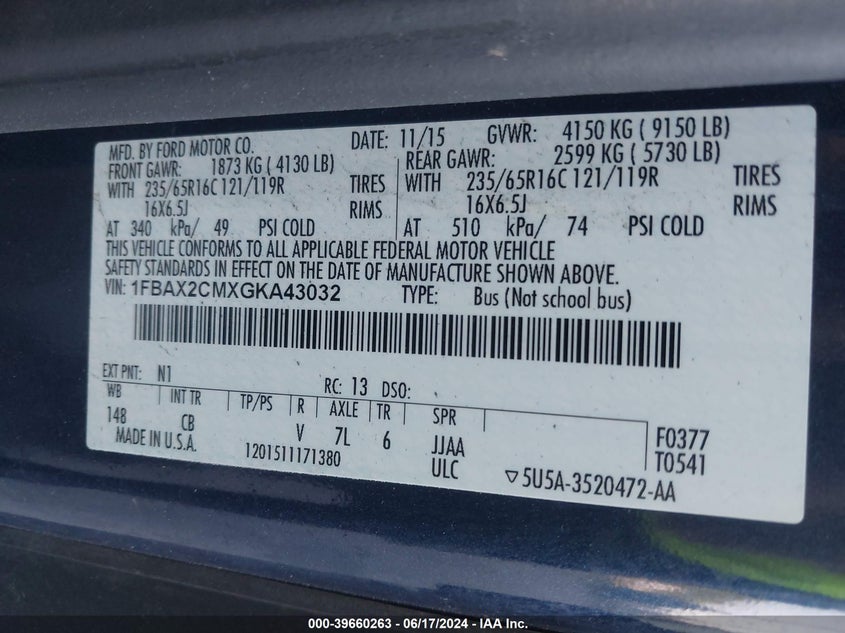 MFD. BY FORD MOTOR CO. DATE: 11/15 GVWR: 4150 KG ( 9150 LB)
FRONT GAWR: 1873 KG ( 4130 LB) REAR GAWR: 2599 KG ( 5730 LB)
WITH 235/65R16C 121/119R TIRES WITH 235/65R16C 121/119R TIRES
16X6.5J RIMS 16X6.5J RIMS
AT 340 kPa/ 49 PSI COLD AT 510 kPa/ 74 PSI COLD
THIS VEHICLE CONFORMS TO ALL APPLICABLE FEDERAL MOTOR VEHICLE
SAFETY STANDARDS IN EFFECT ON THE DATE OF MANUFACTURE SHOWN ABOVE.
VIN: 1FBAX2CMXGKA43032 TYPE: Bus (Not school bus)
EXT PNT: N1 RC: 13 DSO:
WB INT TR TP/PS R AXLE TR SPR
148 CB V 7L 6 JJAA F0377
MADE IN U.S.A. 1201511171380 ULC T0541
▽5U5A-3520472-AA
000-39660263 - 06/17/2024 - IAA Inc.